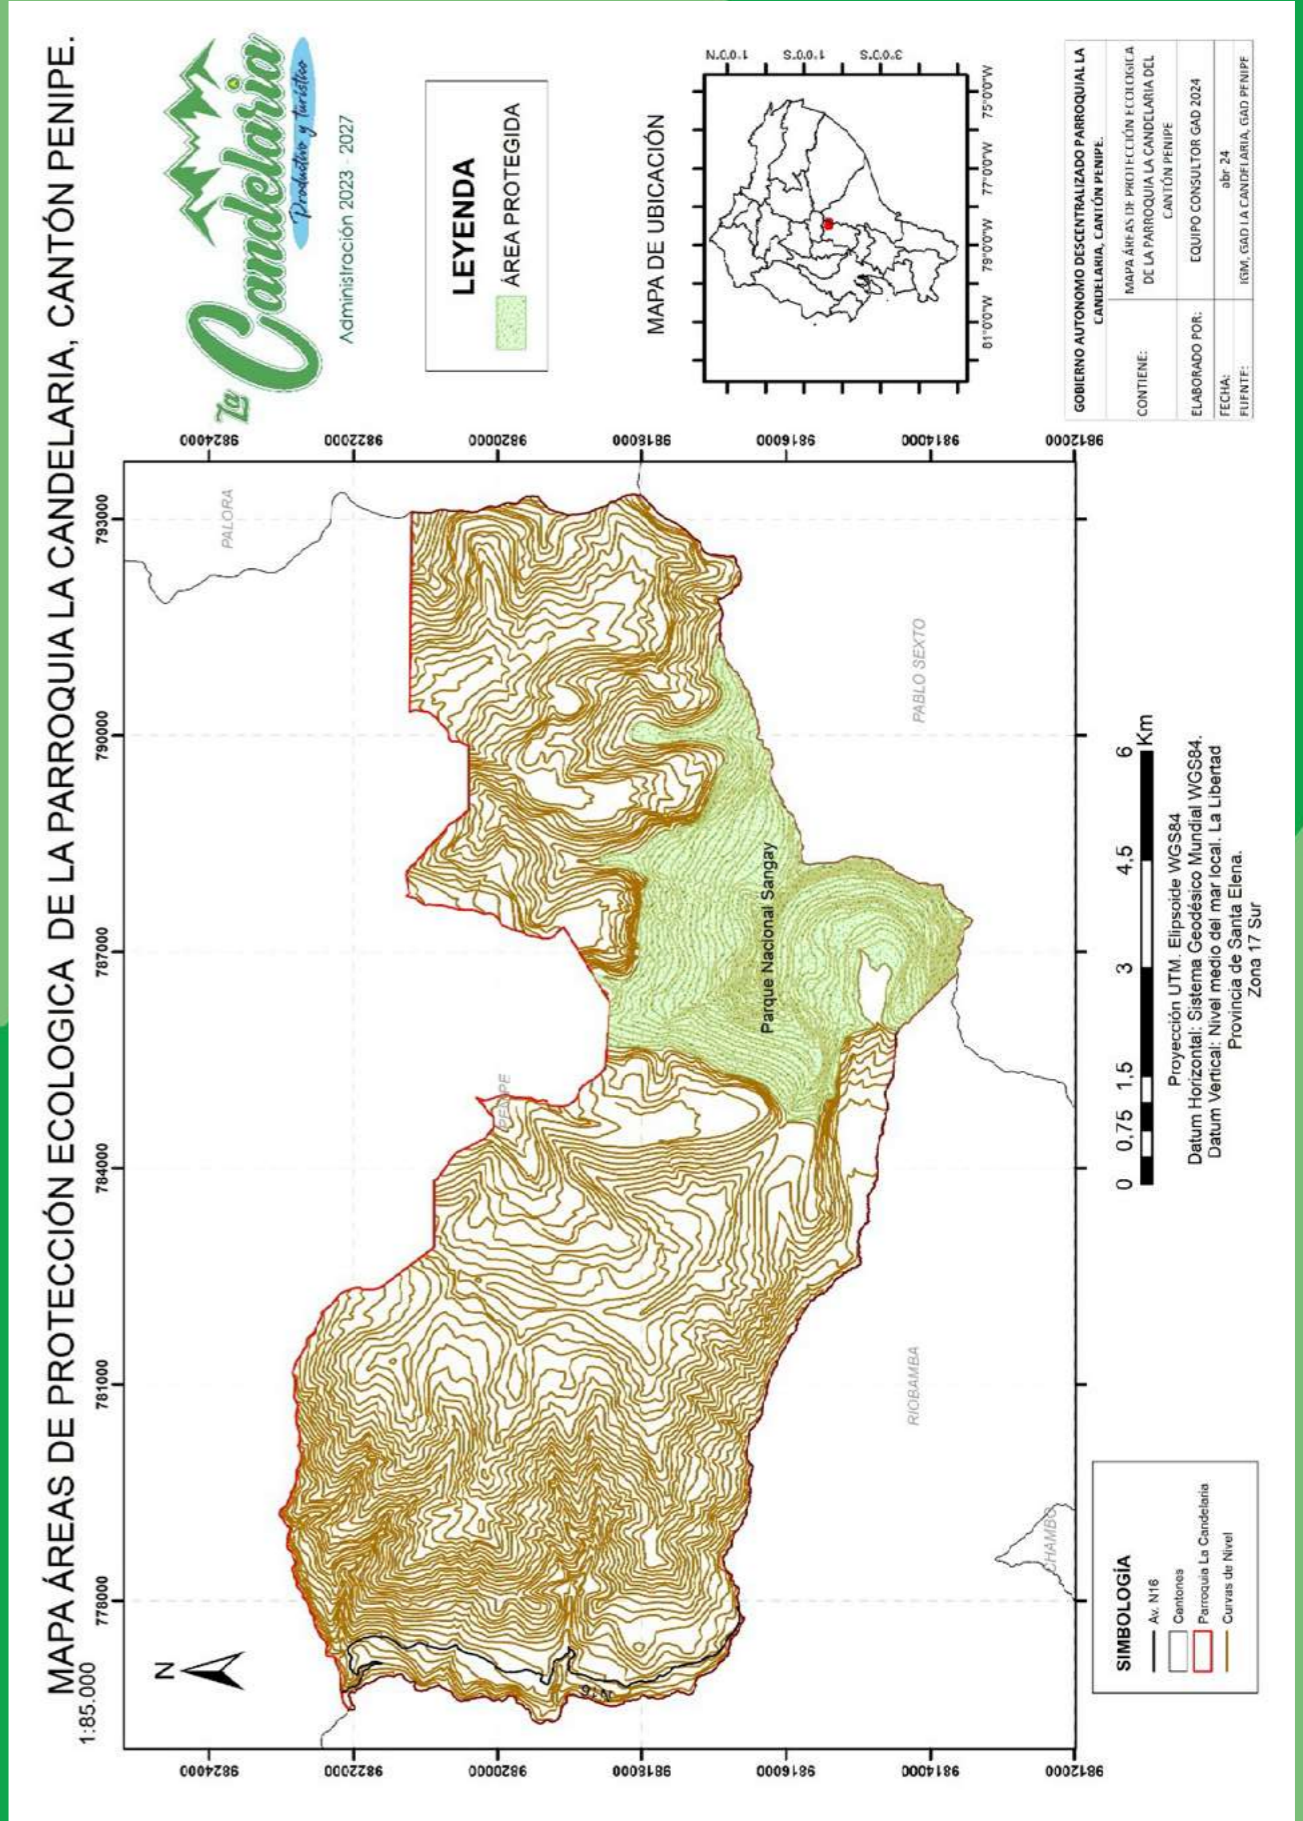 MAPA ÁREAS DE PROTECCIÓN ECOLOGICA DE LA PARROQUIA LA CANDELARIA, CANTÓN PENIPE.
1:85.000
La
Candelaria
Productivo y turístico
Administración 2023 - 2027
LEYENDA
ÁREA PROTEGIDA
MAPA DE UBICACIÓN
1°0'0"N
1°0'0"S
3°0'0"S
81°0'0"W
79°0'0"W
77°0'0"W
75°0'0"W
GOBIERNO AUTONOMO DESCENTRALIZADO PARROQUIAL LA
CANDELARIA, CANTÓN PENIPE.
CONTIENE:
MAPA ÁREAS DE PROTECCIÓN ECOLOGICA
DE LA PARROQUIA LA CANDELARIA DEL
CANTÓN PENIPE
ELABORADO POR:
EQUIPO CONSULTOR GAD 2024
FECHA:
abr 24
FUENTE:
IGM, GAD LA CANDELARIA, GAD PENIPE
778000
781000
784000
787000
790000
793000
9824000
9822000
9820000
9818000
9816000
9814000
9812000
9824000
9822000
9820000
9818000
9816000
9814000
9812000
N
PALORA
PENIPE
Parque Nacional Sangay
PABLO SEXTO
RIOBAMBA
CHAMBO
N16
SIMBOLOGÍA
Av. N16
Cantones
Parroquia La Candelaria
Curvas de Nivel
0
0,75
1,5
3
4,5
6
Km
Proyección UTM. Elipsoide WGS84
Datum Horizontal: Sistema Geodésico Mundial WGS84.
Datum Vertical: Nivel medio del mar local. La Libertad
Provincia de Santa Elena.
Zona 17 Sur